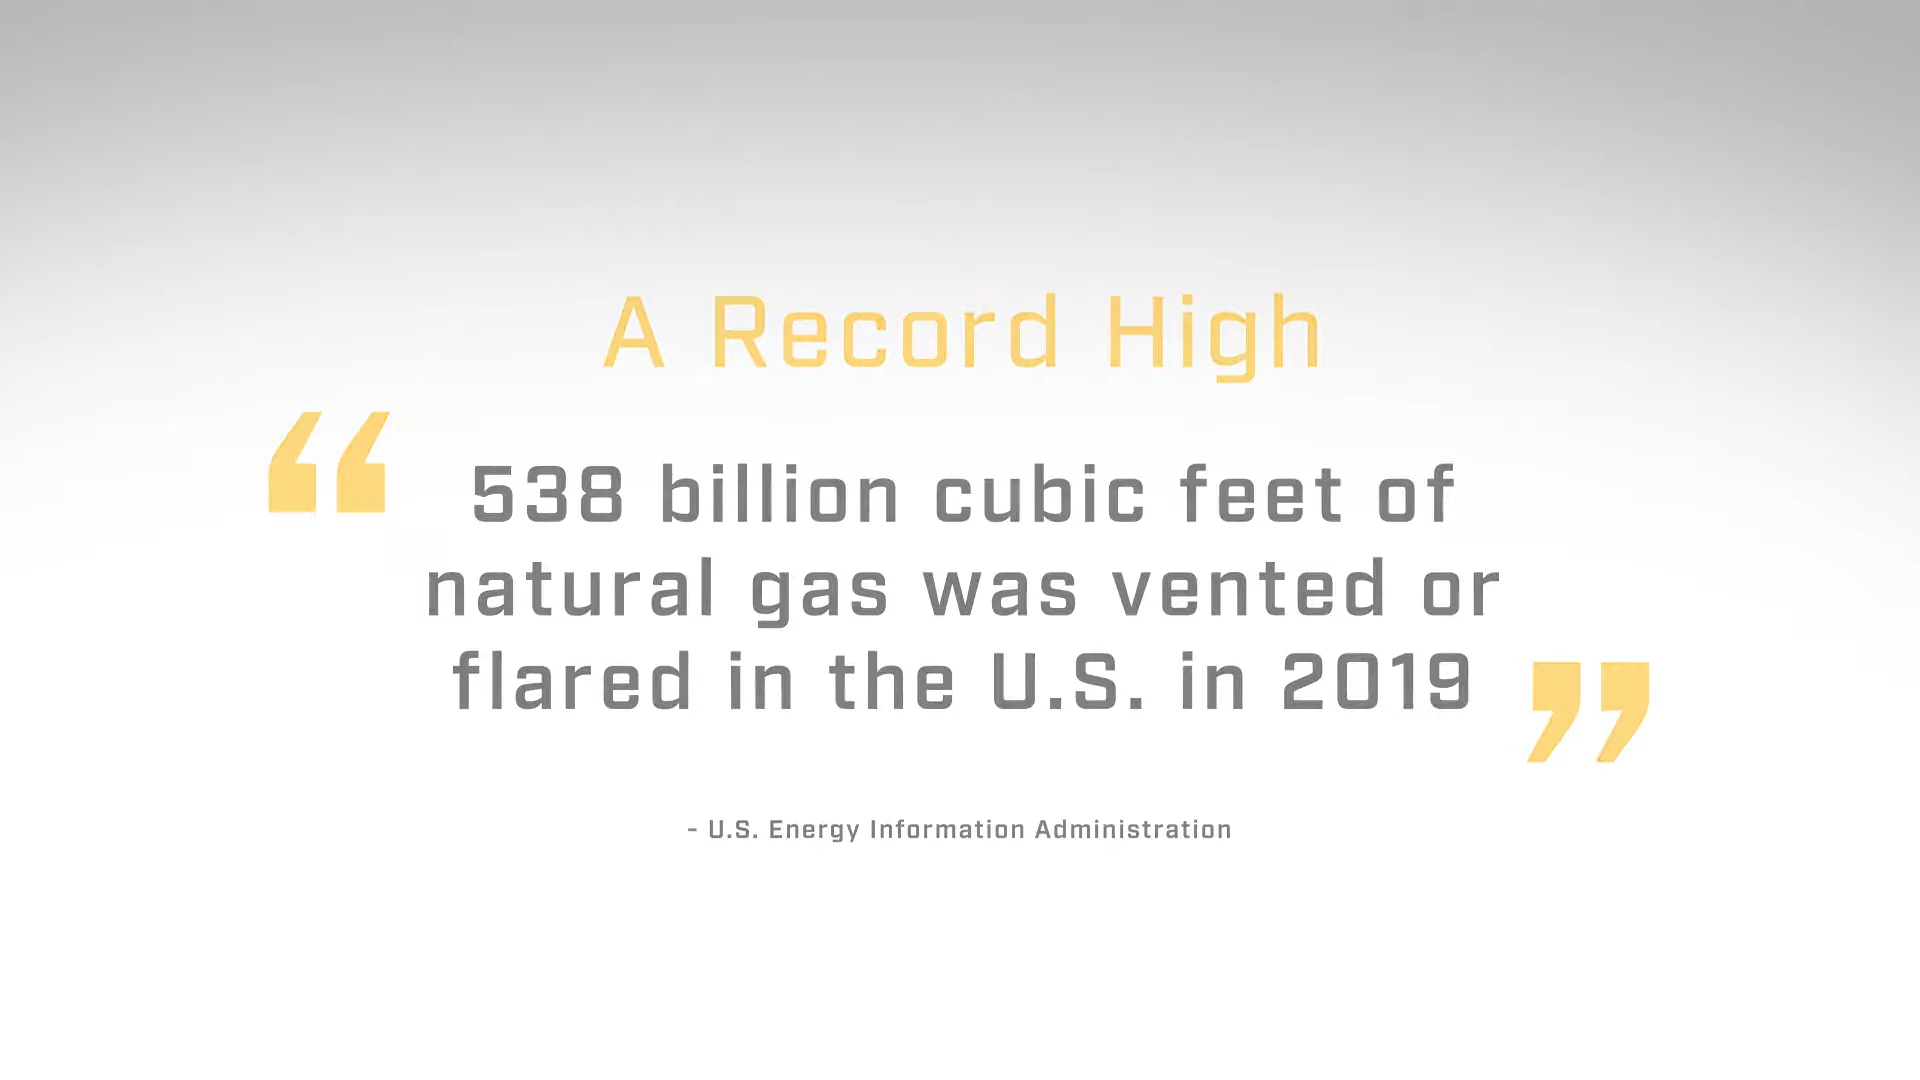 A Record High
“538 billion cubic feet of
natural gas was vented or
flared in the U.S. in 2019”
- U.S. Energy Information Administration